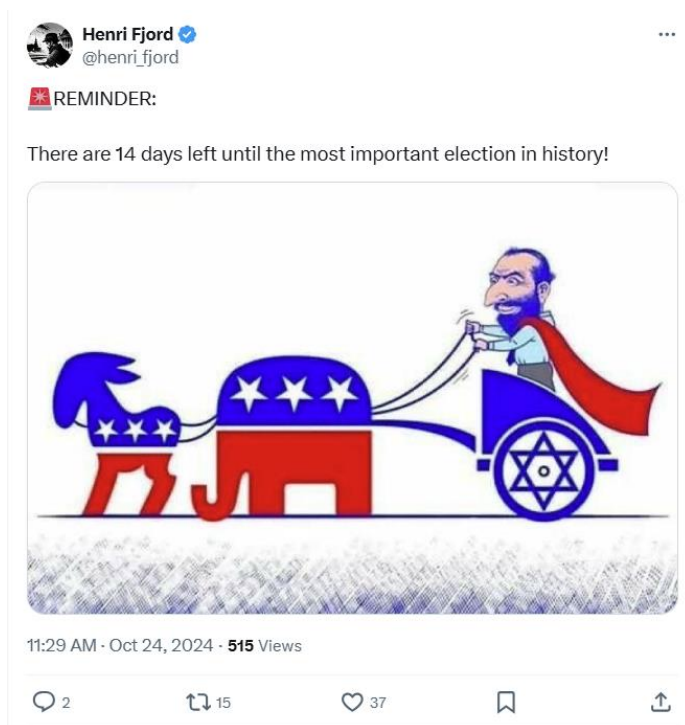 Henri Fjord
@henri_fjord
🚨REMINDER:
There are 14 days left until the most important election in history!
11:29 AM · Oct 24, 2024 · 515 Views
2 15 37